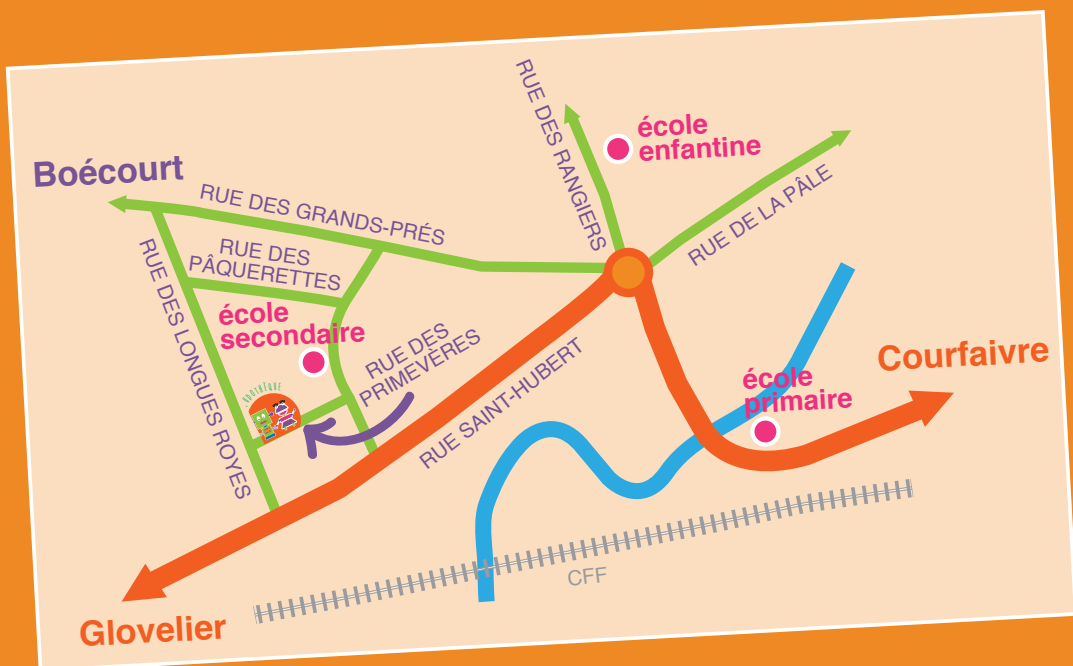 Boécourt
RUE DES GRANDS-PRÉS
RUE DES RANGIERS
école
enfantine
RUE DE LA PÂLE
RUE DES
PÂQUERETTES
RUE DES LONGUES ROYES
école
secondaire
RUE DES
PRIMEVÈRES
RUE SAINT-HUBERT
école
primaire
Courfaivre
CFF
Glovelier